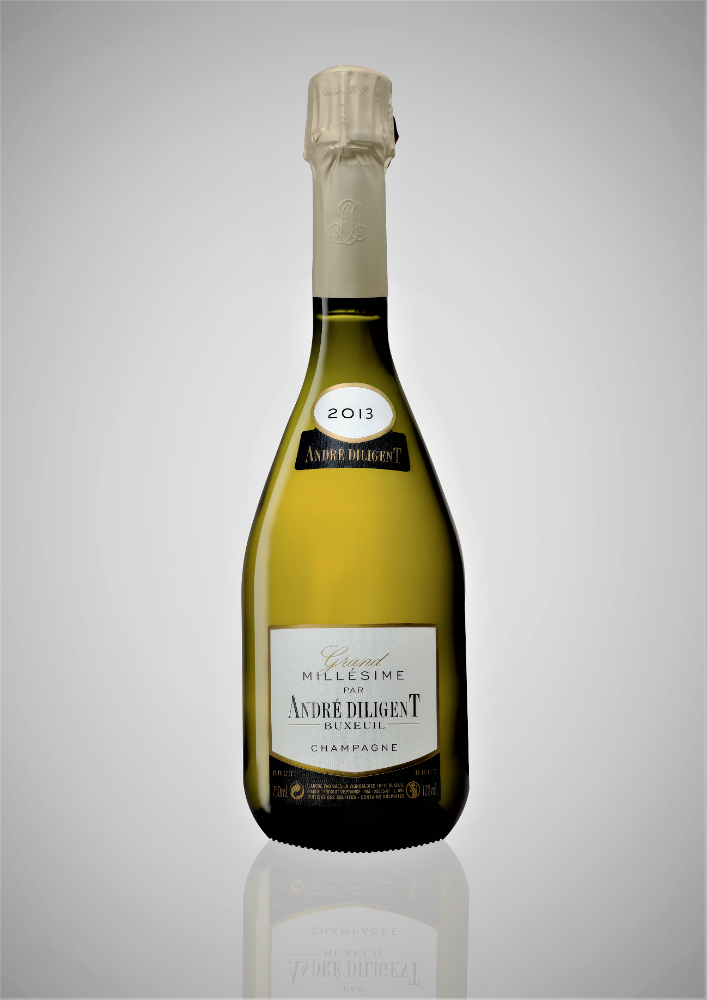 2013
ANDRÉ DILIGENT
Grand
MILLÉSIME
PAR
ANDRÉ DILIGENT
BUXEUIL
CHAMPAGNE
BRUT BRUT
750ml ÉLABORÉ PAR GAEC LA VIGNOBLOISE 10110 BUXEUIL 12%vol.
FRANCE - PRODUIT DE FRANCE - RM - 25305-01 - L 891
CONTIENT DES SULFITES - CONTAINS SULPHITES